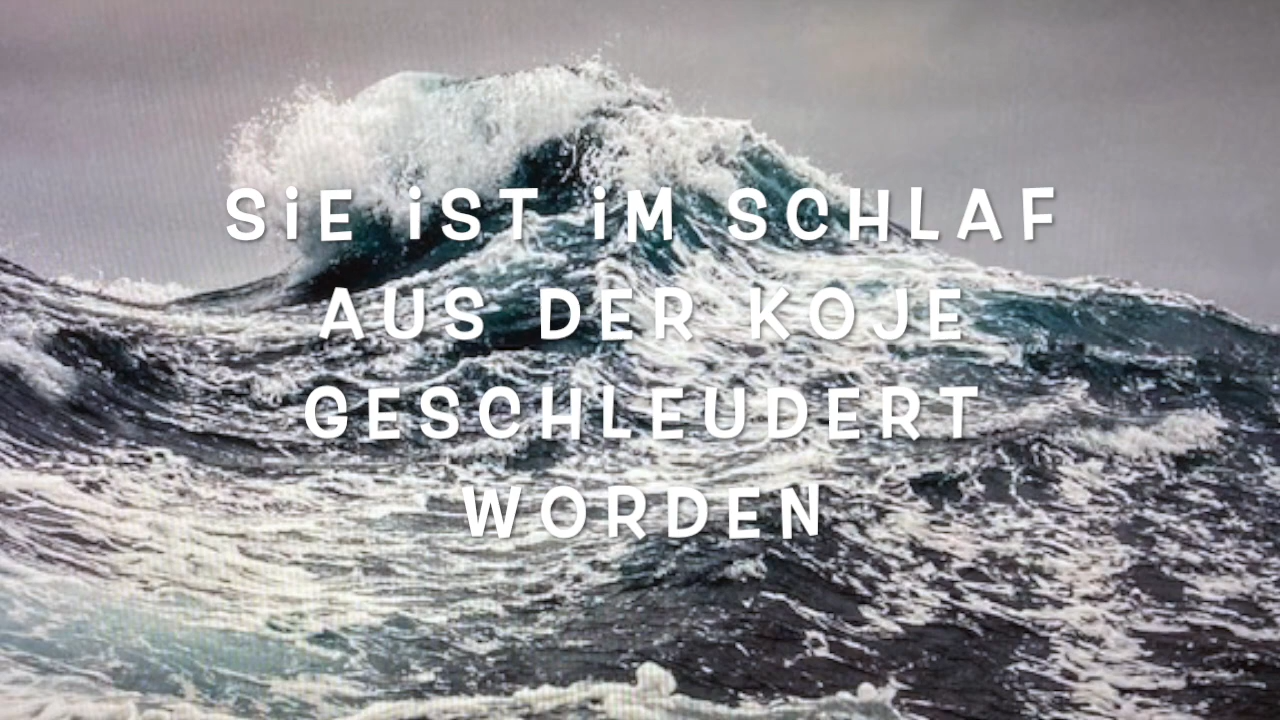 SiE iST iM SCHLAF
AUS DER KOJE
GESCHLEUDERT
WORDEN